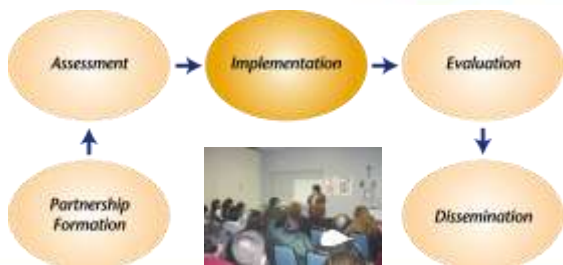 Assessment
Implementation
Evaluation
Partnership
Formation
Dissemination